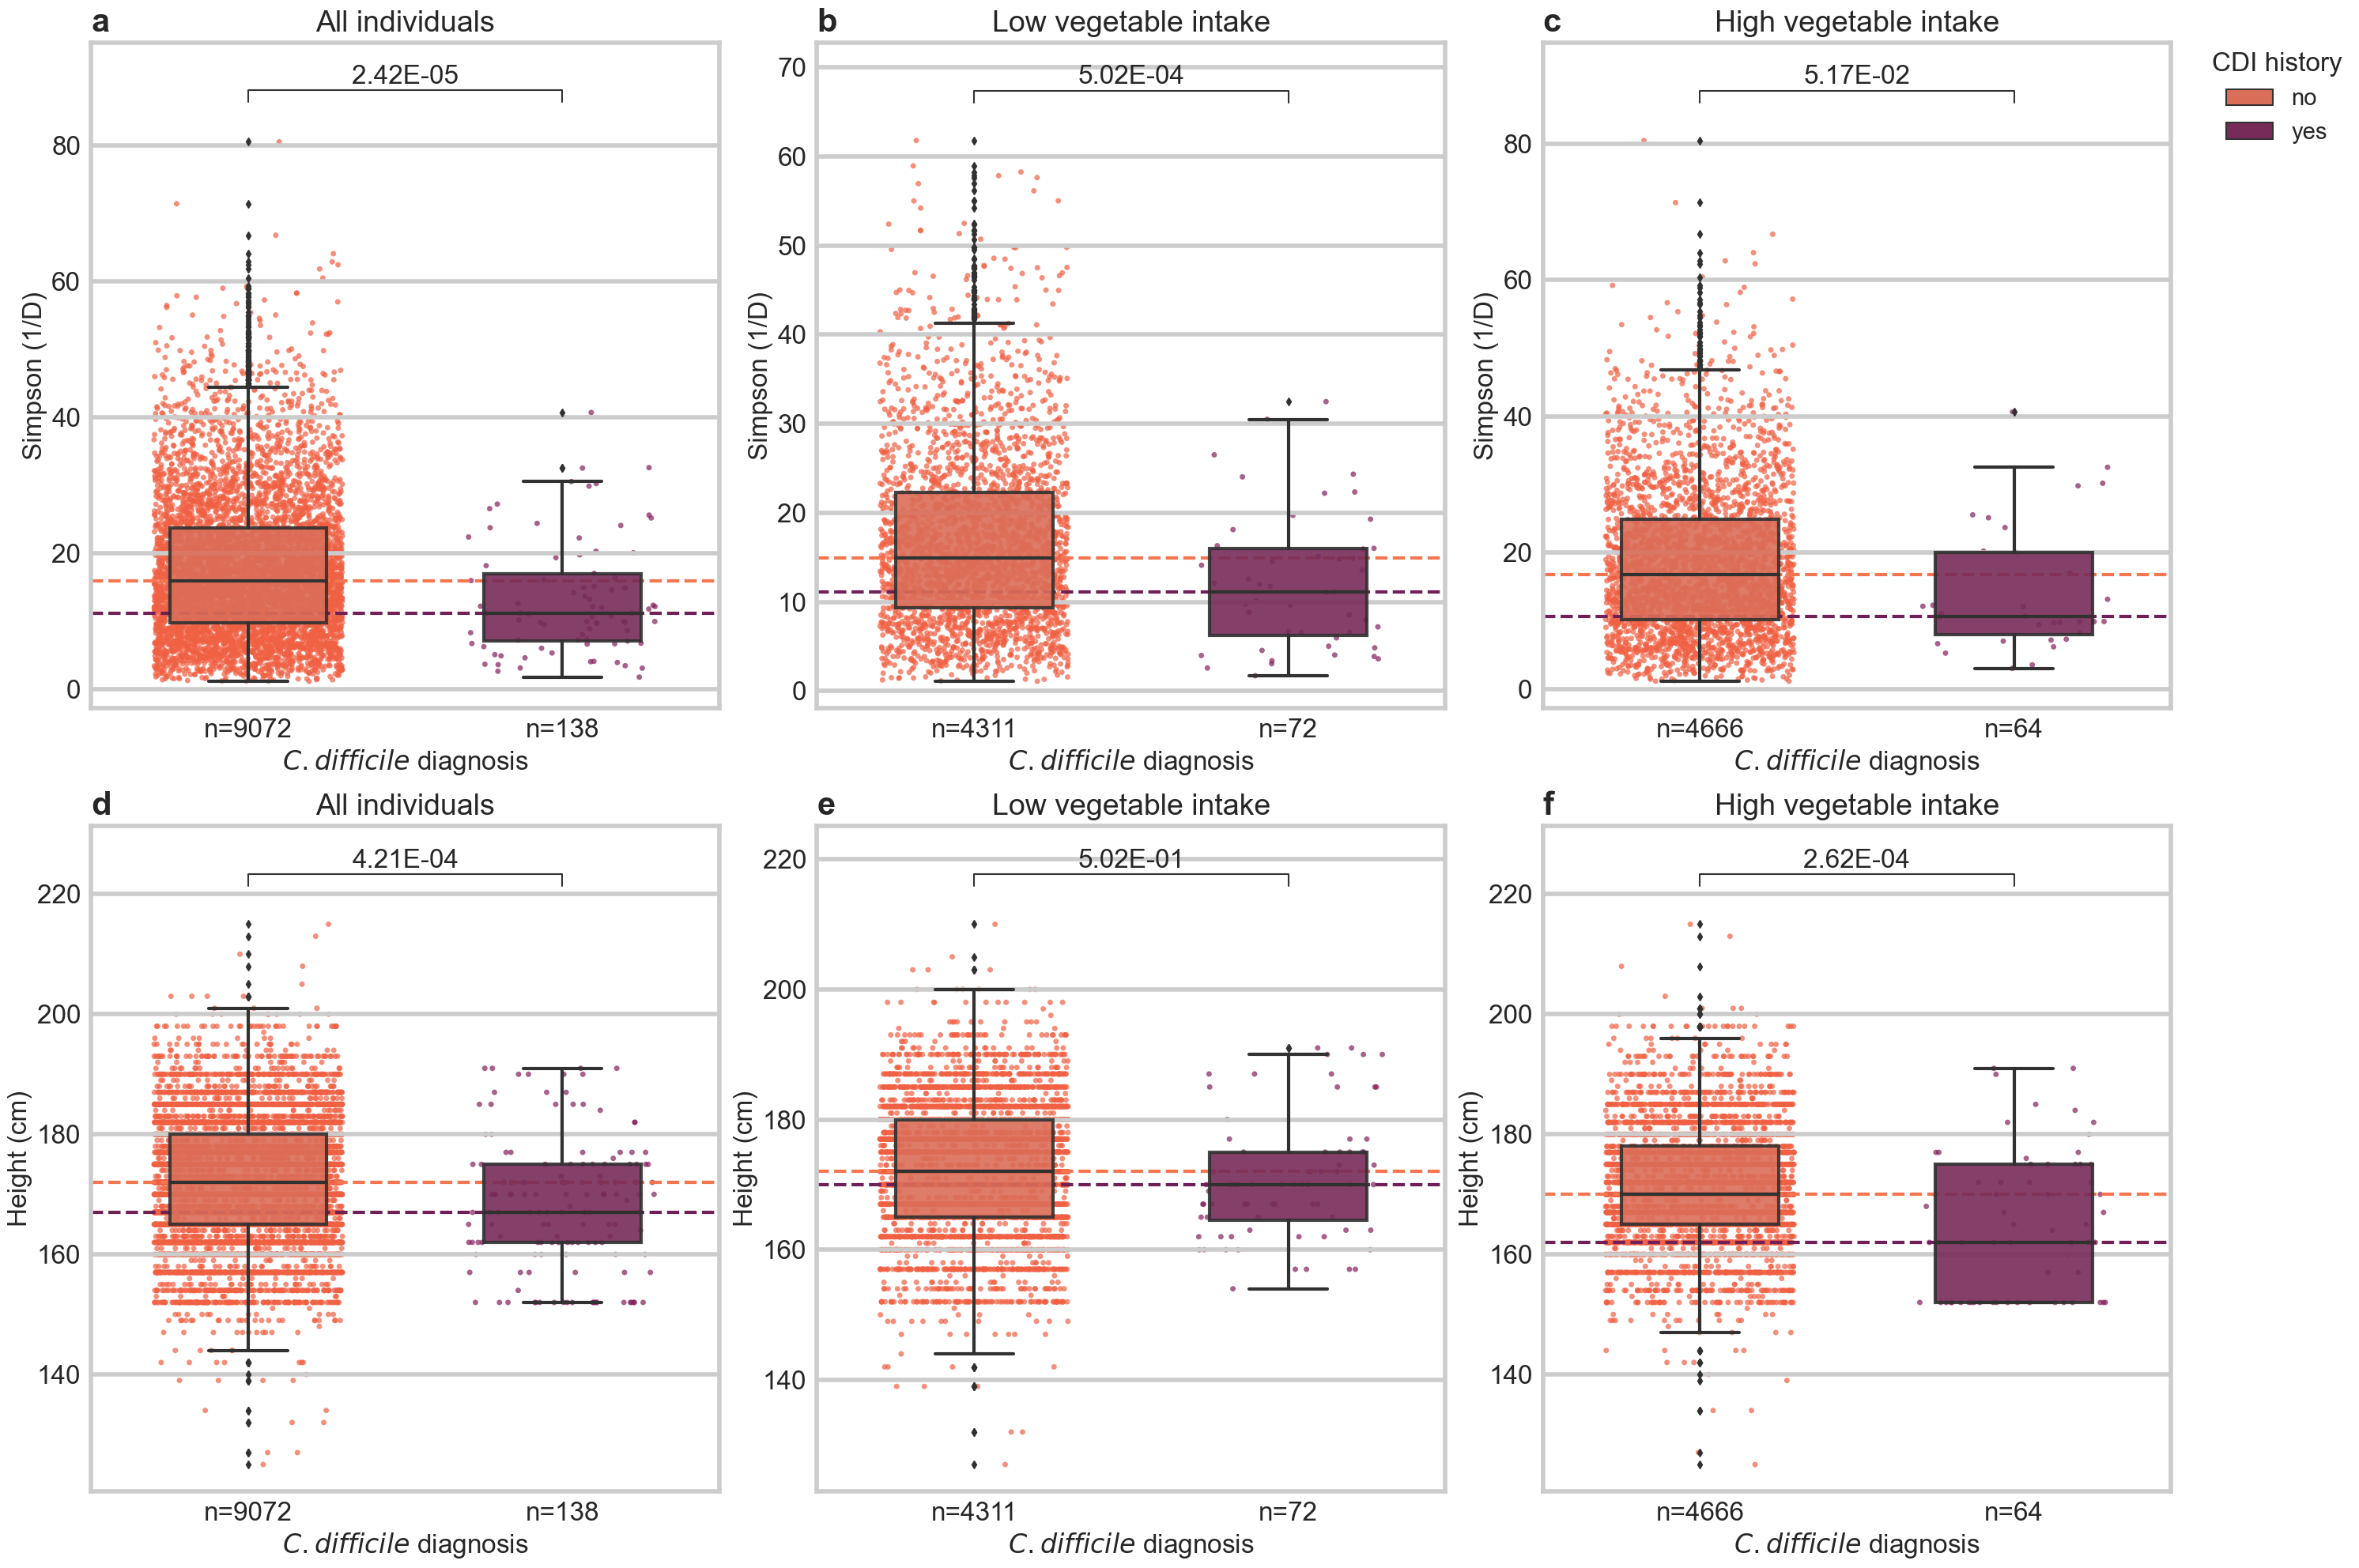 a All individuals
2.42E-05
80
60
40
20
0
Simpson (1/D)
n=9072 n=138
C. difficile diagnosis
b Low vegetable intake
5.02E-04
70
60
50
40
30
20
10
0
Simpson (1/D)
n=4311 n=72
C. difficile diagnosis
c High vegetable intake
5.17E-02
80
60
40
20
0
Simpson (1/D)
n=4666 n=64
C. difficile diagnosis
CDI history
no
yes
d All individuals
4.21E-04
220
200
180
160
140
Height (cm)
n=9072 n=138
C. difficile diagnosis
e Low vegetable intake
5.02E-01
220
200
180
160
140
Height (cm)
n=4311 n=72
C. difficile diagnosis
f High vegetable intake
2.62E-04
220
200
180
160
140
Height (cm)
n=4666 n=64
C. difficile diagnosis